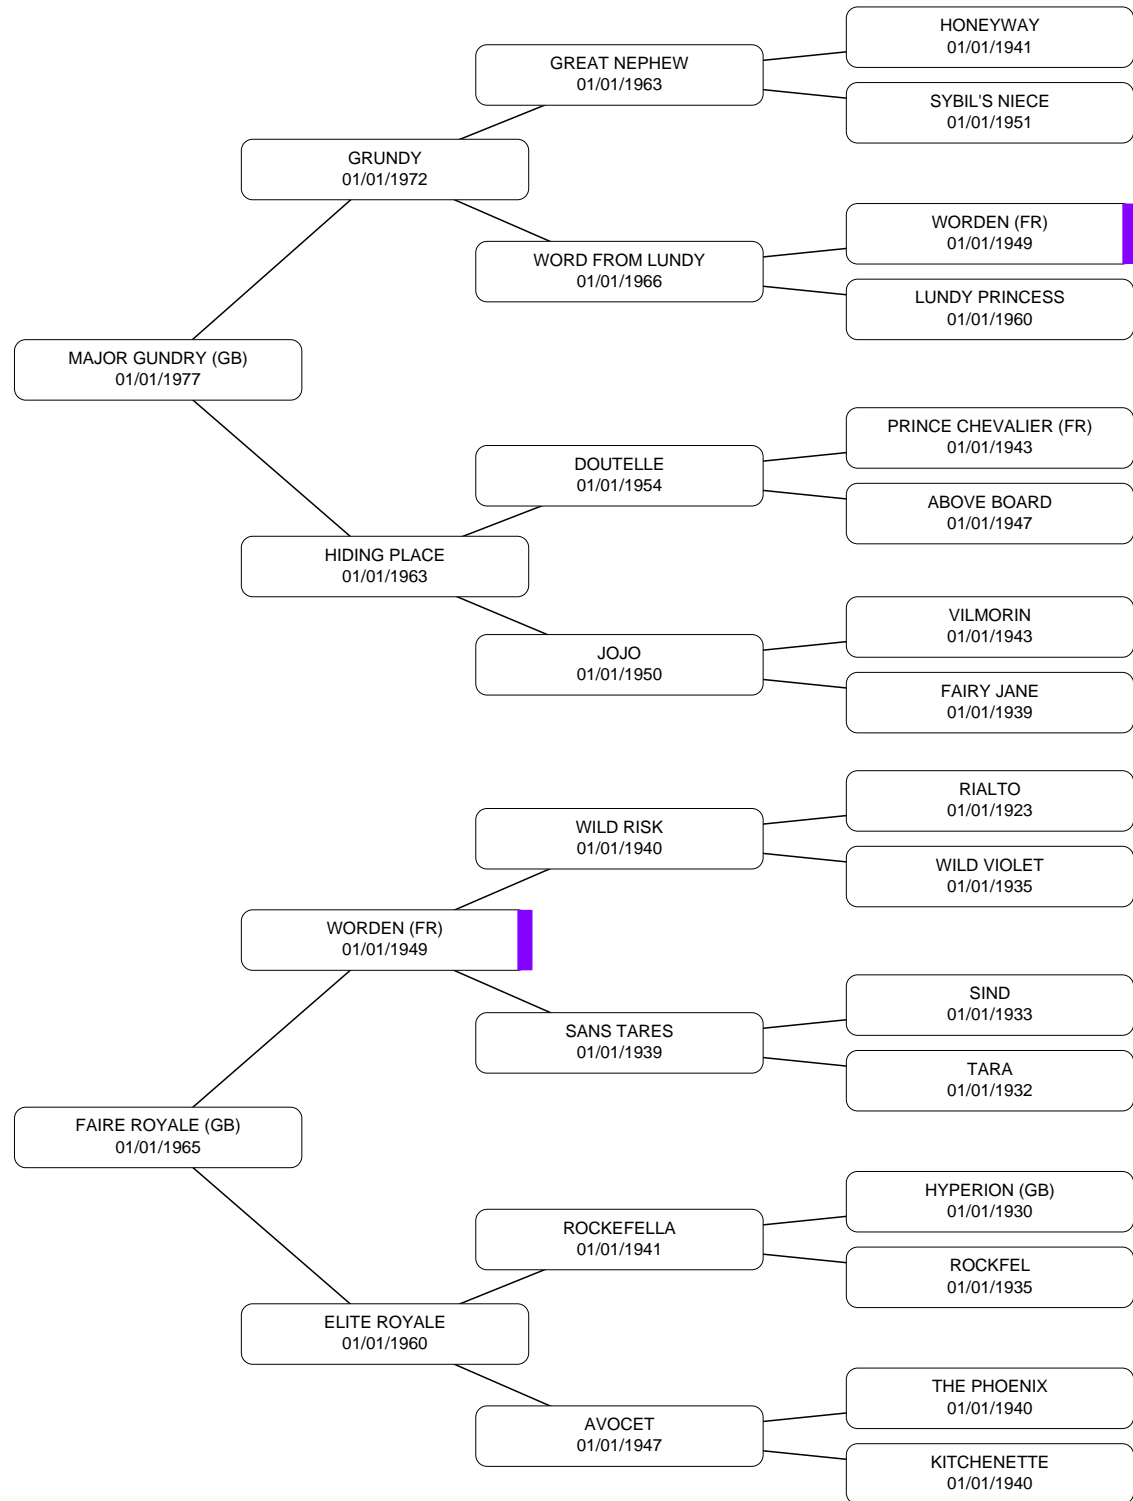 HONEYWAY
01/01/1941
GREAT NEPHEW
01/01/1963
SYBIL'S NIECE
01/01/1951
GRUNDY
01/01/1972
WORDEN (FR)
01/01/1949
WORD FROM LUNDY
01/01/1966
LUNDY PRINCESS
01/01/1960
MAJOR GUNDRY (GB)
01/01/1977
PRINCE CHEVALIER (FR)
01/01/1943
DOUTELLE
01/01/1954
ABOVE BOARD
01/01/1947
HIDING PLACE
01/01/1963
VILMORIN
01/01/1943
JOJO
01/01/1950
FAIRY JANE
01/01/1939
RIALTO
01/01/1923
WILD RISK
01/01/1940
WILD VIOLET
01/01/1935
WORDEN (FR)
01/01/1949
SIND
01/01/1933
SANS TARES
01/01/1939
TARA
01/01/1932
FAIRE ROYALE (GB)
01/01/1965
HYPERION (GB)
01/01/1930
ROCKEFELLA
01/01/1941
ROCKFEL
01/01/1935
ELITE ROYALE
01/01/1960
THE PHOENIX
01/01/1940
AVOCET
01/01/1947
KITCHENETTE
01/01/1940